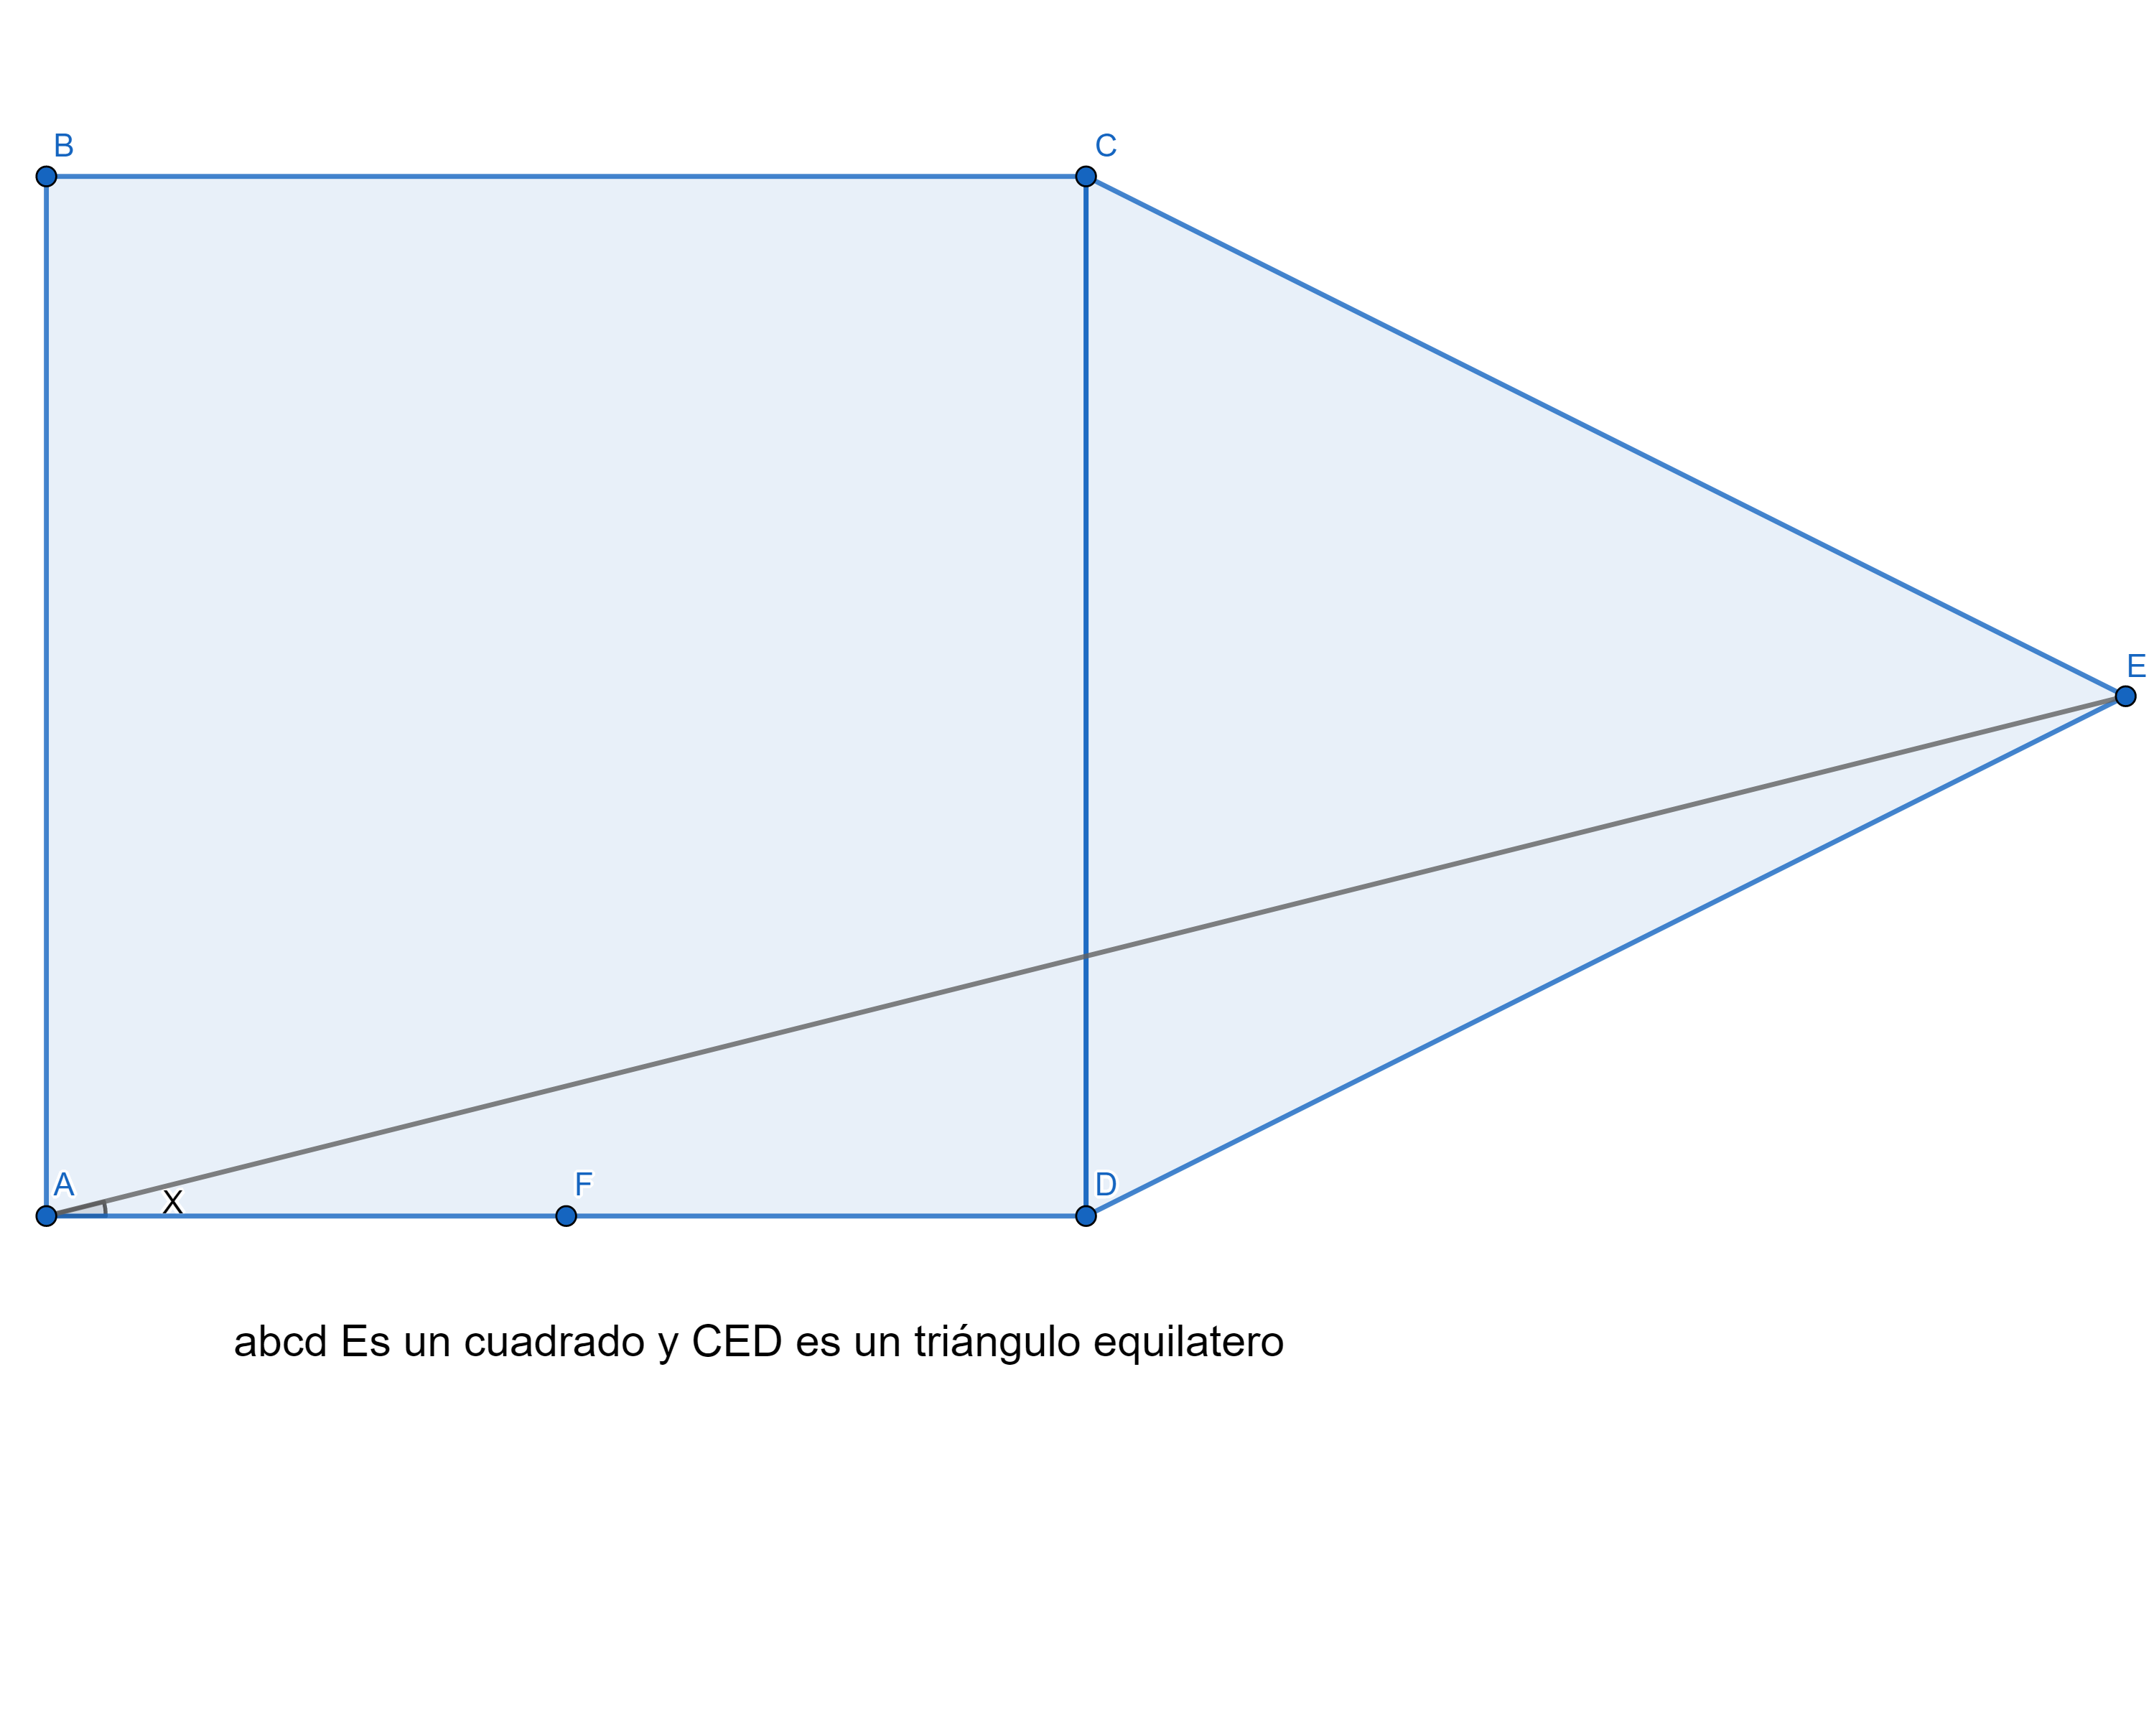 B
C
E
A
X
F
D
abcd Es un cuadrado y CED es un triángulo equilatero